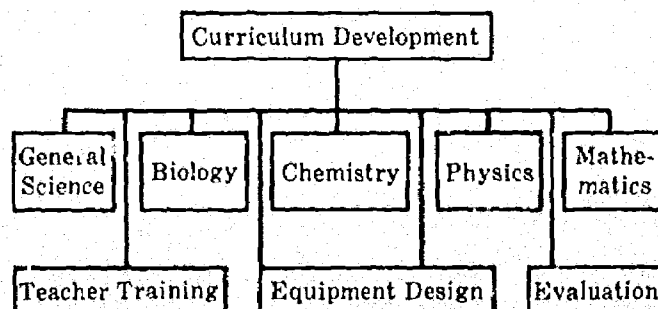 Curriculum Development
General
Science
Biology
Chemistry
Physics
Mathe-
matics
Teacher Training
Equipment Design
Evaluation